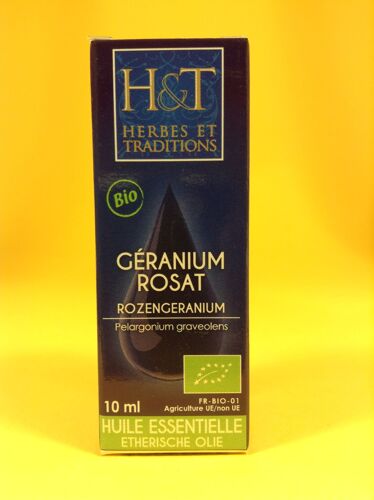 H&T
HERBES ET
TRADITIONS
Bio
GÉRANIUM
ROSAT
ROZENGERANIUM
Pelargonium graveolens
10 ml
FR-BIO-01
Agriculture UE/non UE
HUILE ESSENTIELLE
ETHERISCHE OLIE